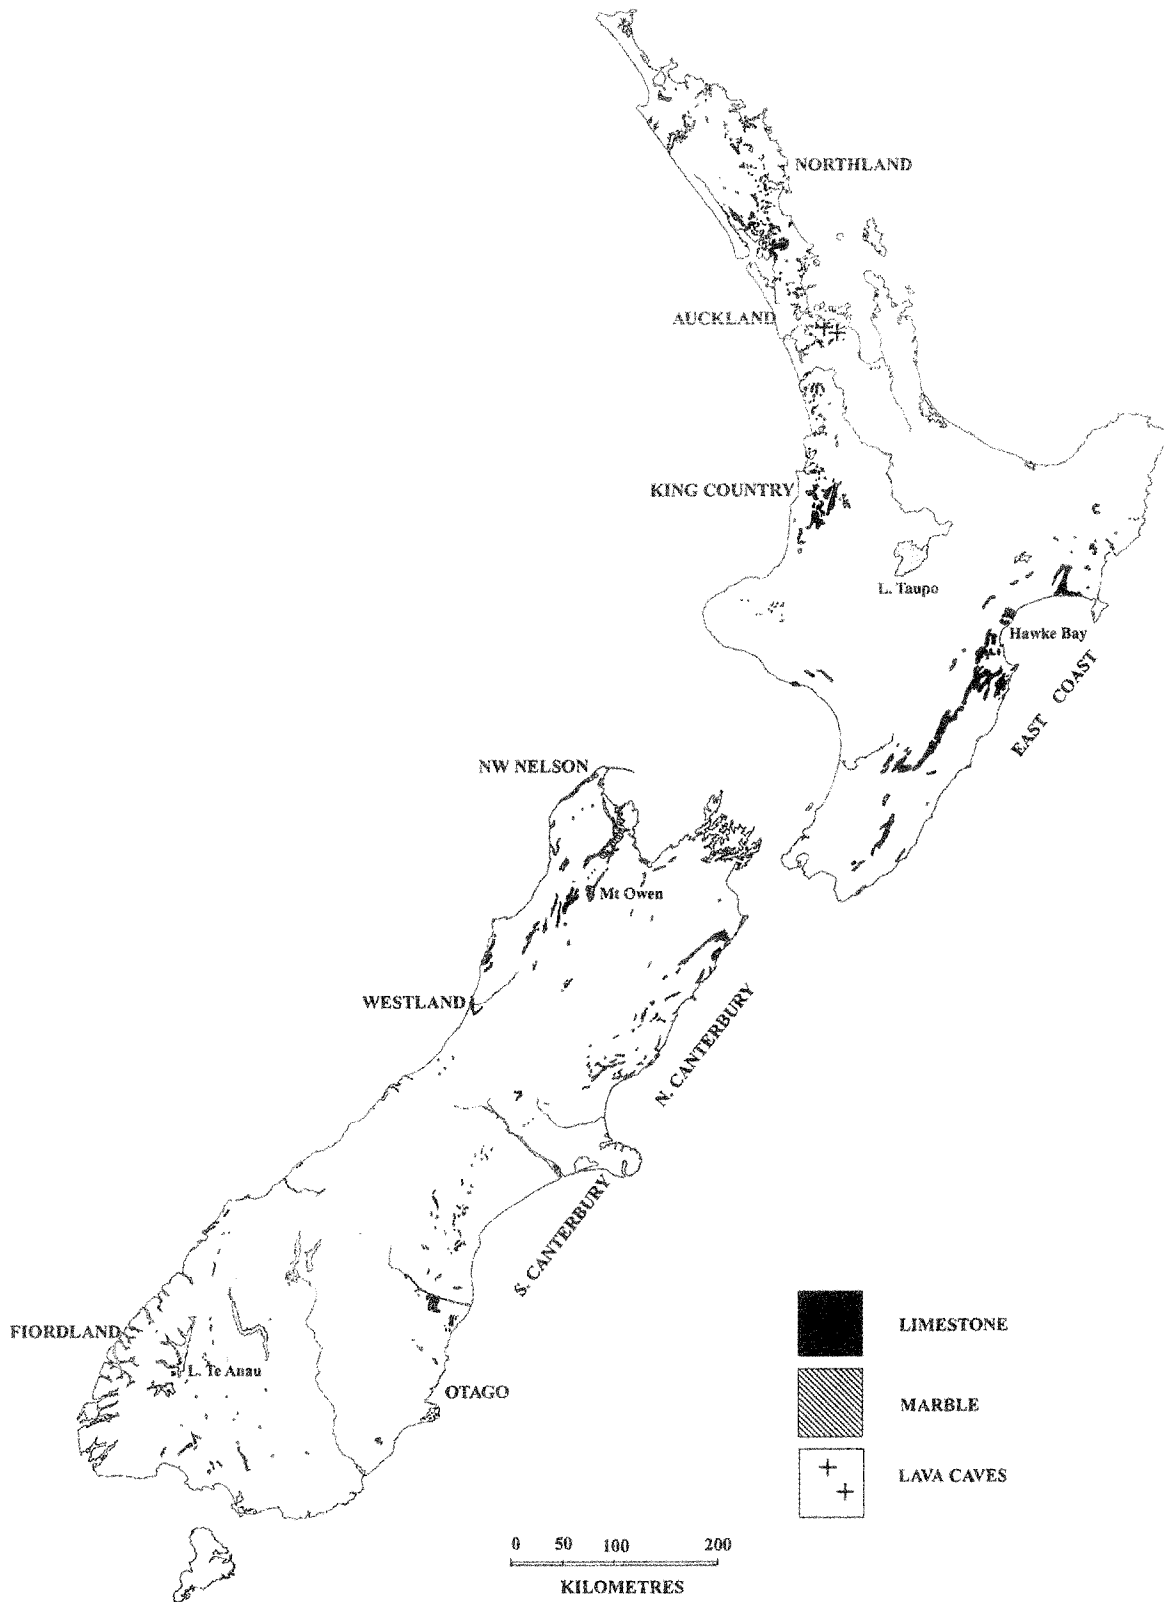 NORTHLAND
AUCKLAND
KING COUNTRY
L. Taupo
Hawke Bay
EAST COAST
NW NELSON
Mt Owen
WESTLAND
N. CANTERBURY
S. CANTERBURY
FIORDLAND
L. Te Anau
OTAGO
LIMESTONE
MARBLE
LAVA CAVES
0 50 100 200
KILOMETRES